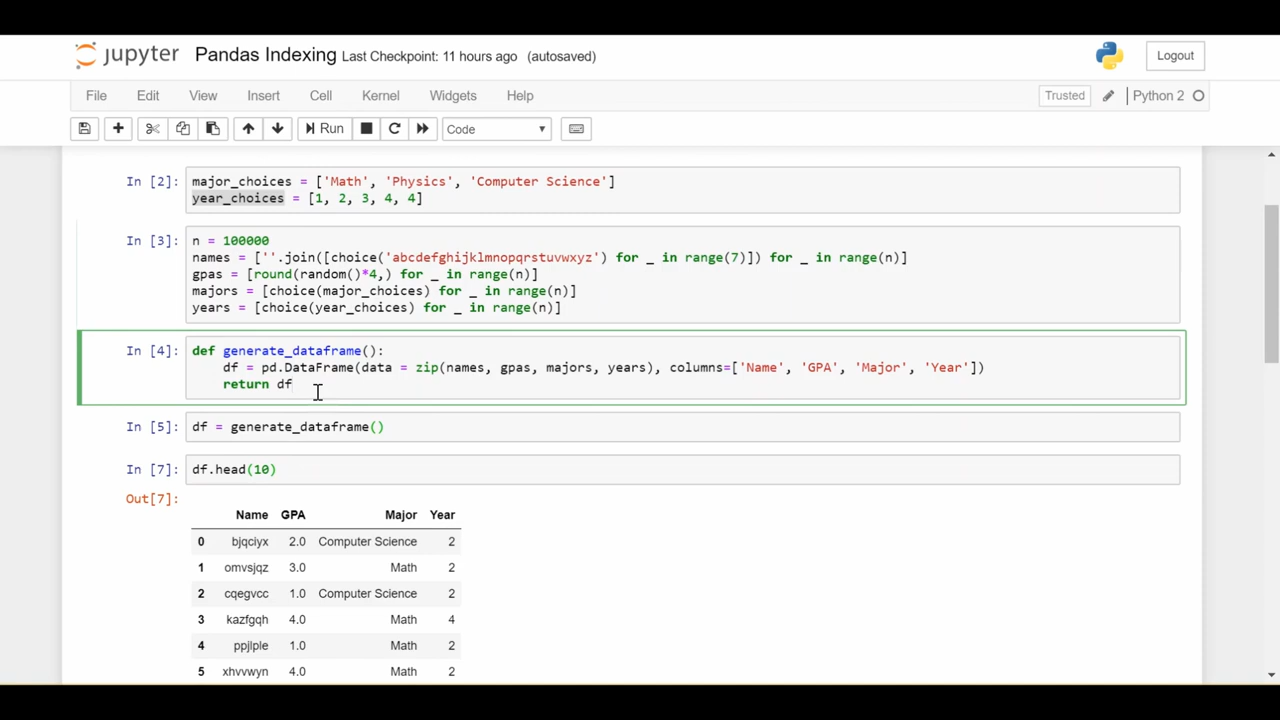 jupyter Pandas Indexing Last Checkpoint: 11 hours ago (autosaved) Logout
File Edit View Insert Cell Kernel Widgets Help Trusted Python 2
Run Code
In [2]: major_choices = ['Math', 'Physics', 'Computer Science']
year_choices = [1, 2, 3, 4, 4]
In [3]: n = 100000
names = [''.join([choice('abcdefghijklmnopqrstuvwxyz') for _ in range(7)]) for _ in range(n)]
gpas = [round(random()*4,) for _ in range(n)]
majors = [choice(major_choices) for _ in range(n)]
years = [choice(year_choices) for _ in range(n)]
In [4]: def generate_dataframe():
df = pd.DataFrame(data = zip(names, gpas, majors, years), columns=['Name', 'GPA', 'Major', 'Year'])
return df
In [5]: df = generate_dataframe()
In [7]: df.head(10)
Out[7]:
Name GPA Major Year
0 bjqciyx 2.0 Computer Science 2
1 omvsjqz 3.0 Math 2
2 cqegvcc 1.0 Computer Science 2
3 kazfgqh 4.0 Math 4
4 ppjlple 1.0 Math 2
5 xhvvwyn 4.0 Math 2